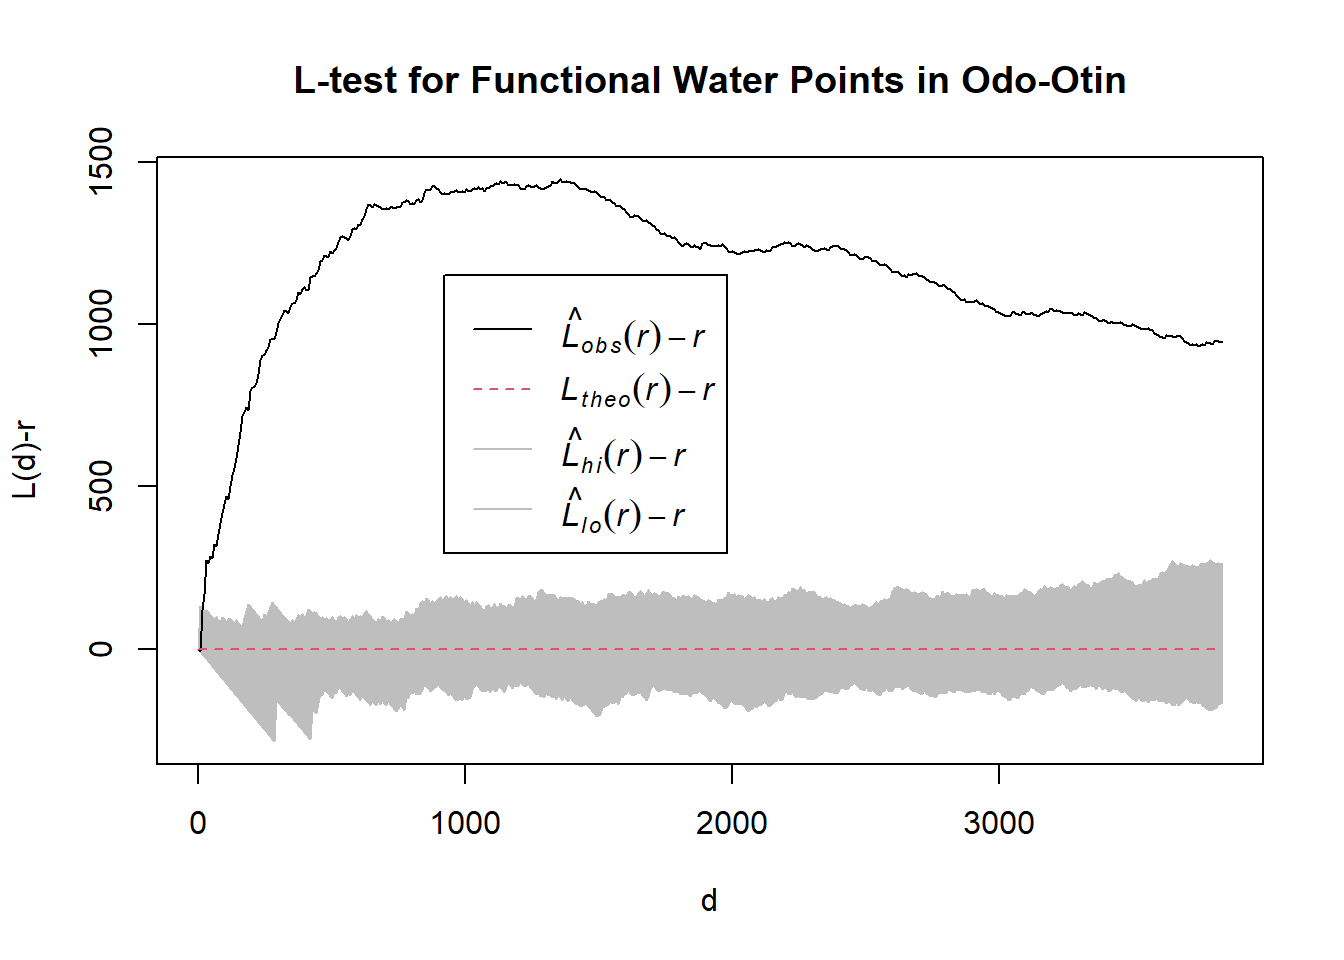 L-test for Functional Water Points in Odo-Otin
L(d)-r
1500
1000
500
0
L̂obs(r) − r
Ltheo(r) − r
L̂hi(r) − r
L̂lo(r) − r
0 1000 2000 3000
d